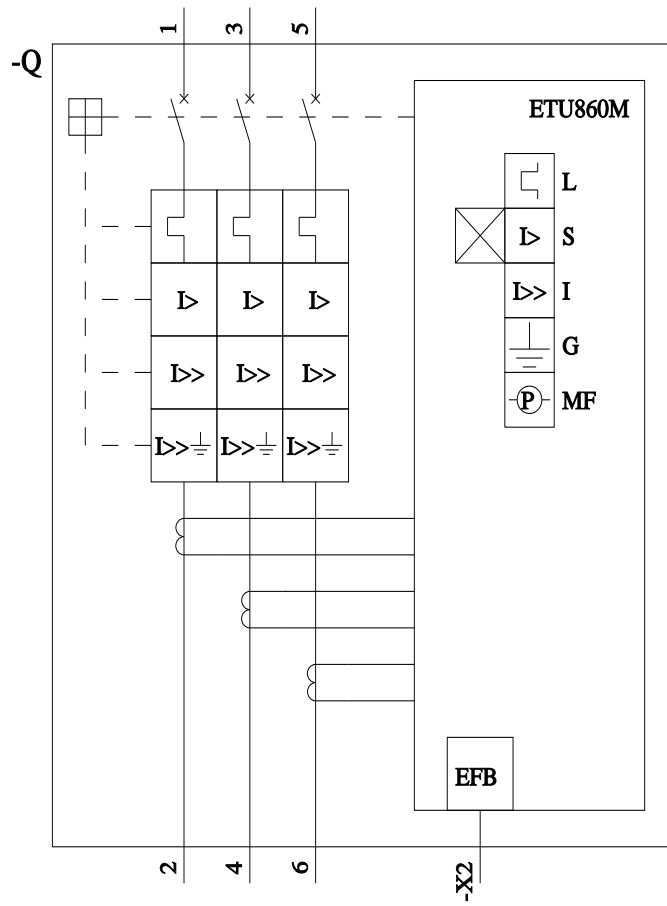 1 3 5
-Q
ETU860M
L
I> I> I> I> S
I>> I>> I>> I>> I
G
P MF
I>> I>> I>>
EFB
2 4 6 -X2